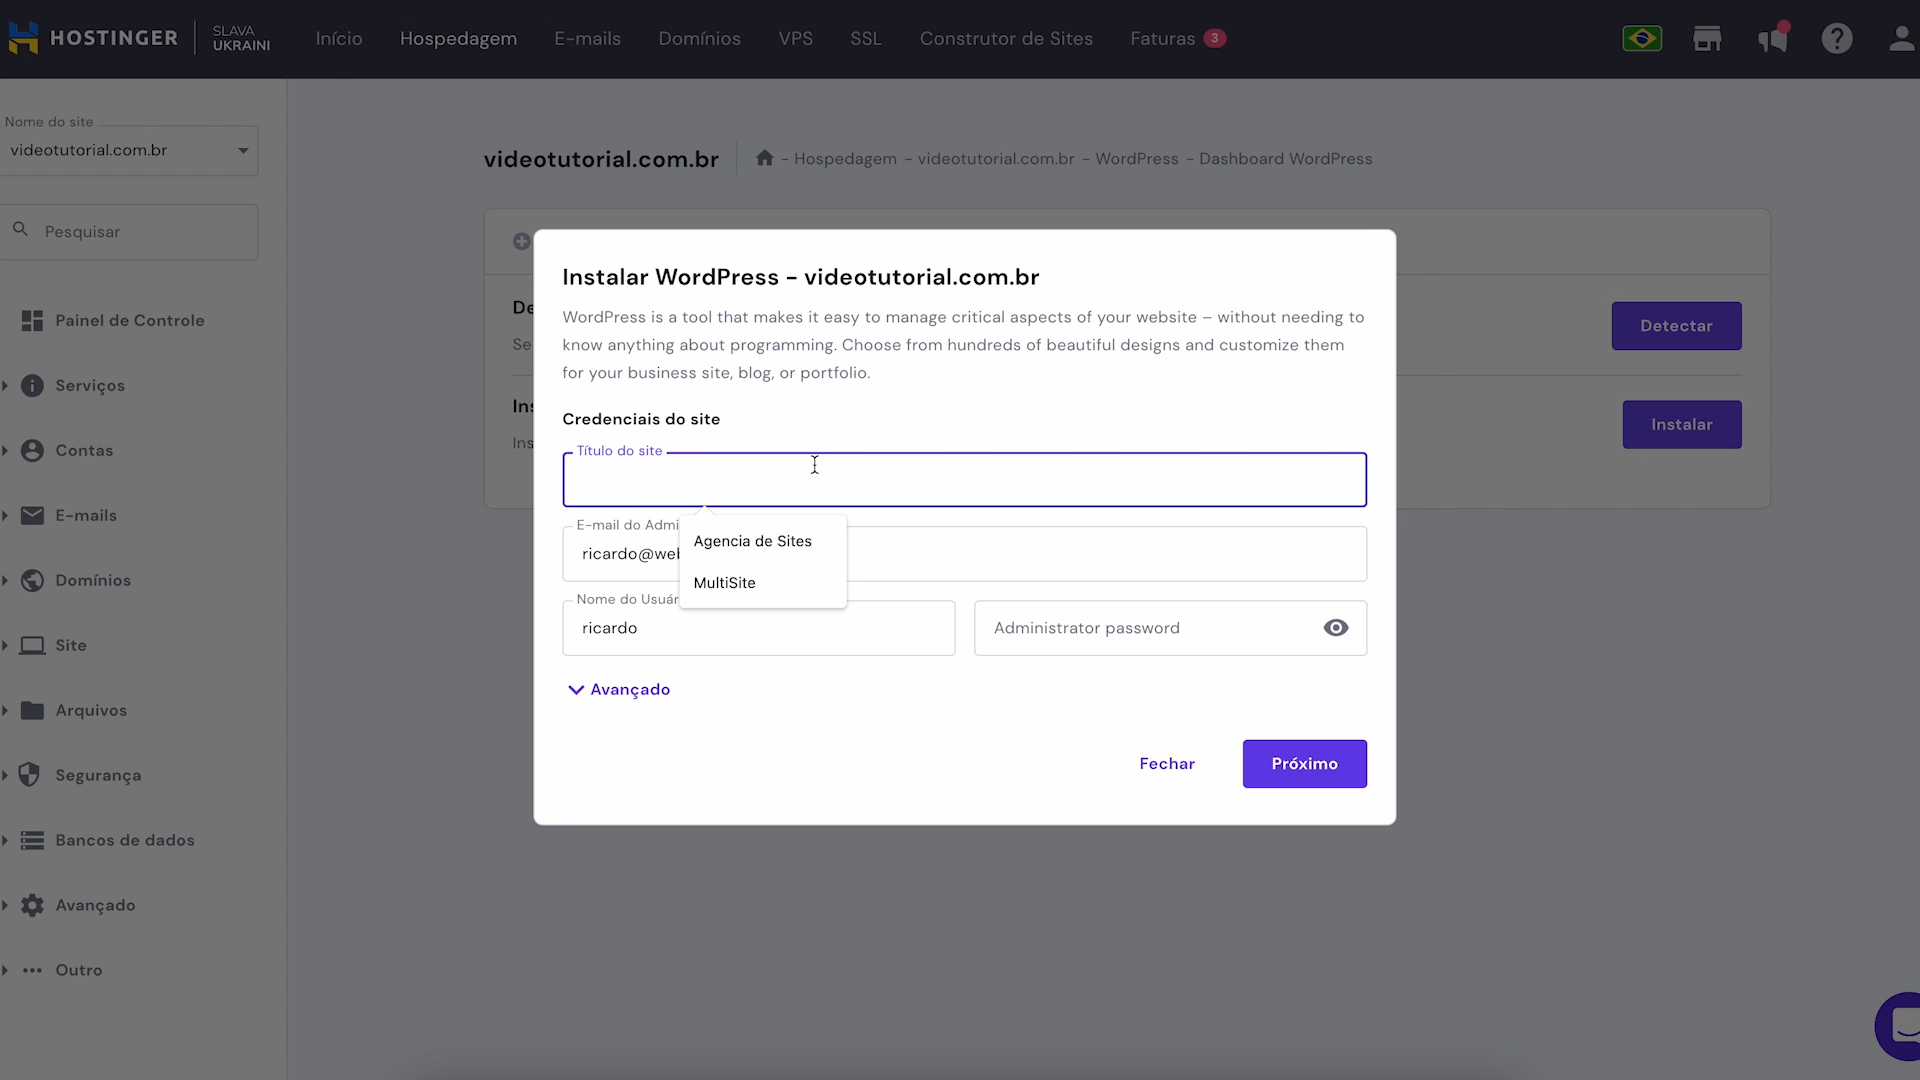 HOSTINGER
SLAVA
UKRAINI
Início
Hospedagem
E-mails
Domínios
VPS
SSL
Construtor de Sites
Faturas 3
Nome do site
videotutorial.com.br
Pesquisar
Painel de Controle
Serviços
Contas
E-mails
Domínios
Site
Arquivos
Segurança
Bancos de dados
Avançado
Outro
videotutorial.com.br
- Hospedagem - videotutorial.com.br - WordPress - Dashboard WordPress
De
Se
Detectar
Ins
Ins
Instalar
Instalar WordPress - videotutorial.com.br
WordPress is a tool that makes it easy to manage critical aspects of your website – without needing to
know anything about programming. Choose from hundreds of beautiful designs and customize them
for your business site, blog, or portfolio.
Credenciais do site
Título do site
E-mail do Admi
ricardo@web
Agencia de Sites
MultiSite
Nome do Usuár
ricardo
Administrator password
Avançado
Fechar
Próximo